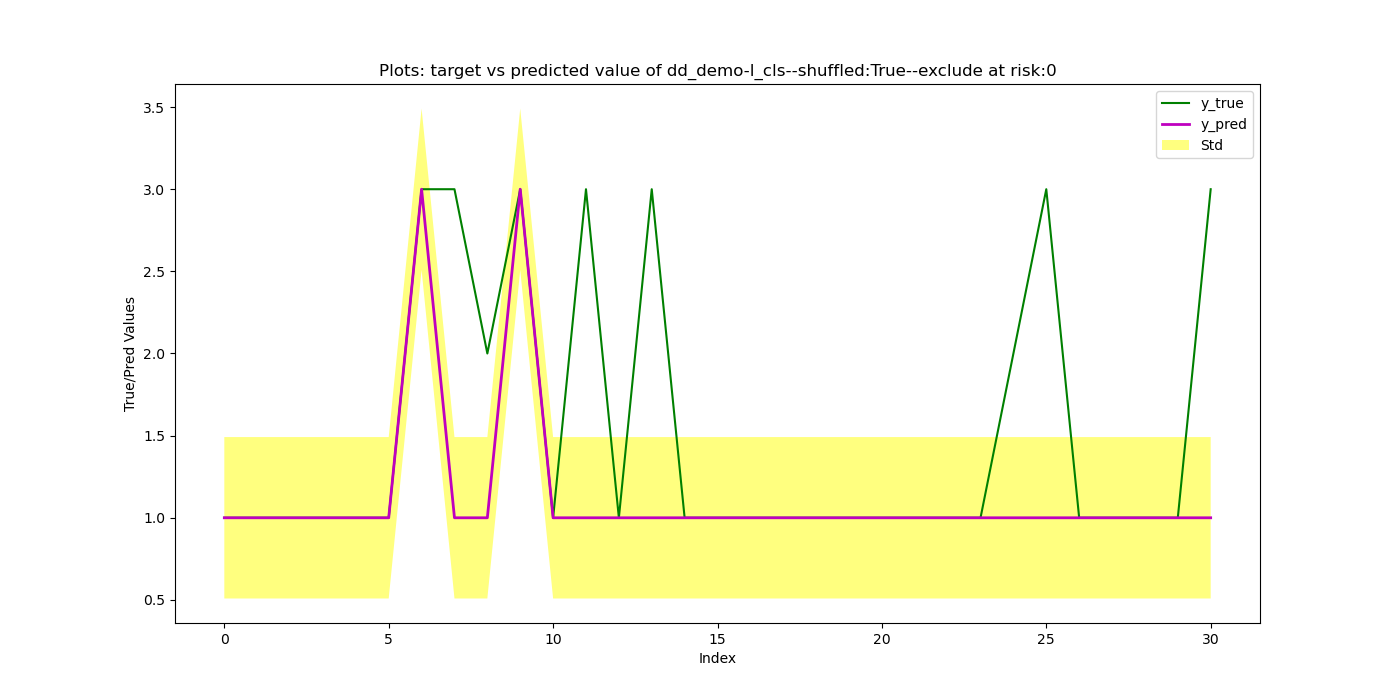 Plots: target vs predicted value of dd_demo-l_cls--shuffled:True--exclude at risk:0
y_true
y_pred
Std
3.5
3.0
2.5
2.0
1.5
1.0
0.5
True/Pred Values
0 5 10 15 20 25 30
Index